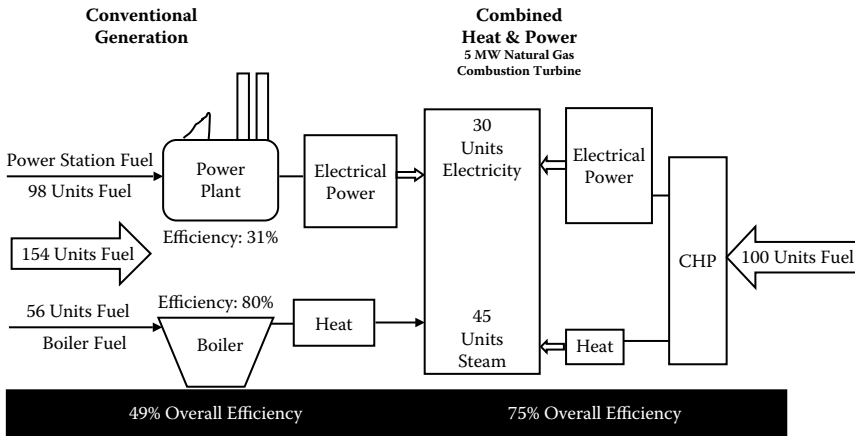 Conventional
Generation
Combined
Heat & Power
5 MW Natural Gas
Combustion Turbine
Power Station Fuel
98 Units Fuel
Power
Plant
Efficiency: 31%
Electrical
Power
30
Units
Electricity
Electrical
Power
154 Units Fuel
CHP
100 Units Fuel
56 Units Fuel
Boiler Fuel
Efficiency: 80%
Boiler
Heat
45
Units
Steam
Heat
49% Overall Efficiency
75% Overall Efficiency